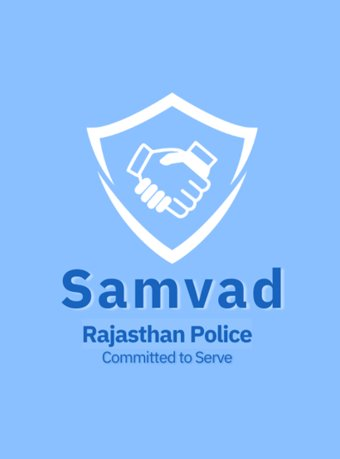 Samvad
Rajasthan Police
Committed to Serve